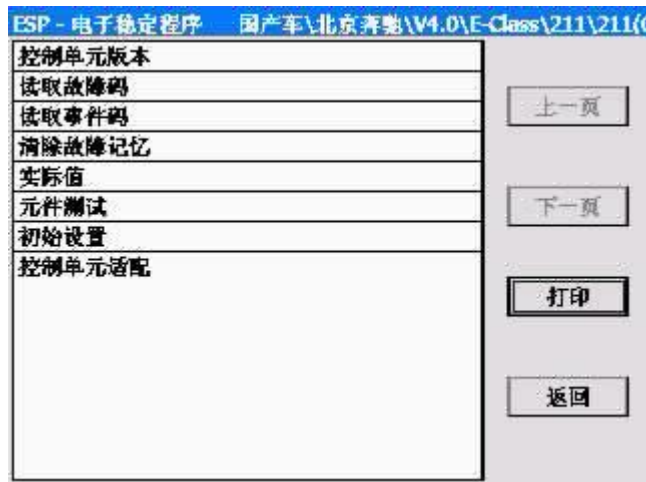 ESP - 电子稳定程序 国产车\北京奔驰\V4.0\E-Class\211\211(
控制单元版本
读取故障码
读取事件码
清除故障记忆
实际值
元件测试
初始设置
控制单元适配
上一页
下一页
打印
返回